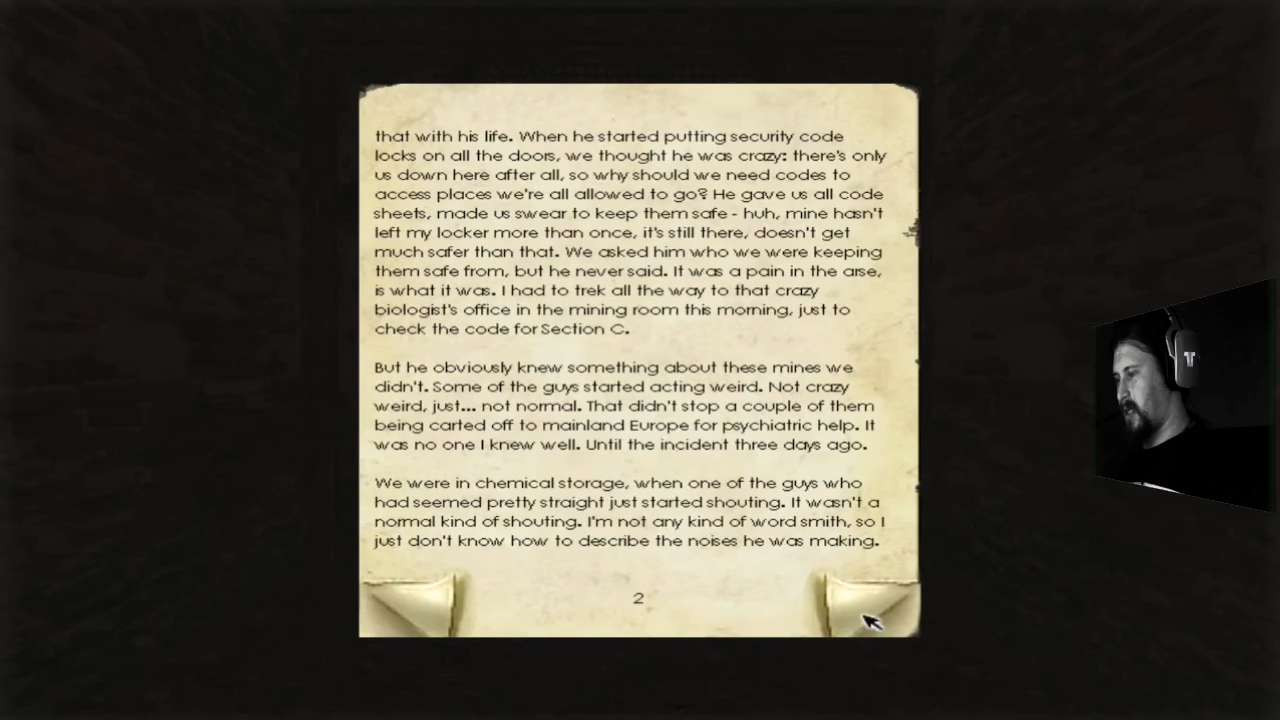 that with his life. When he started putting security code
locks on all the doors, we thought he was crazy: there's only
us down here after all, so why should we need codes to
access places we're all allowed to go? He gave us all code
sheets, made us swear to keep them safe - huh, mine hasn't
left my locker more than once, it's still there, doesn't get
much safer than that. We asked him who we were keeping
them safe from, but he never said. It was a pain in the arse,
is what it was. I had to trek all the way to that crazy
biologist's office in the mining room this morning, just to
check the code for Section C.
But he obviously knew something about these mines we
didn't. Some of the guys started acting weird. Not crazy
weird, just... not normal. That didn't stop a couple of them
being carted off to mainland Europe for psychiatric help. It
was no one I knew well. Until the incident three days ago.
We were in chemical storage, when one of the guys who
had seemed pretty straight just started shouting. It wasn't a
normal kind of shouting. I'm not any kind of word smith, so I
just don't know how to describe the noises he was making.
2
T